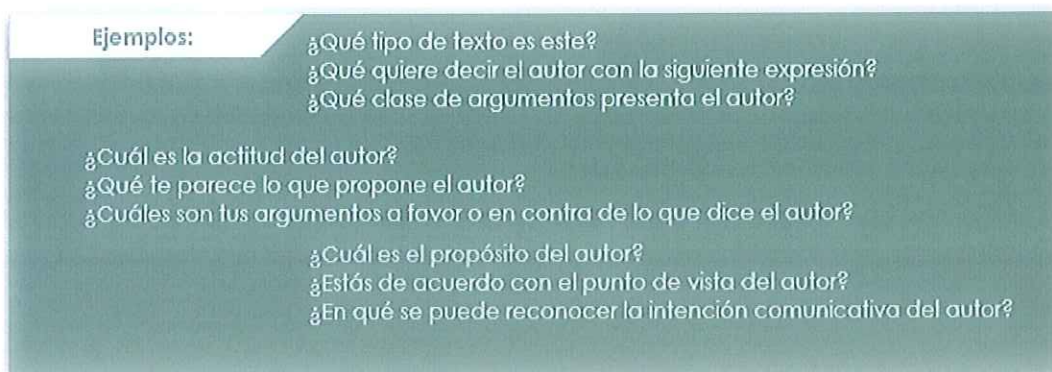 Ejemplos:
¿Qué tipo de texto es este?
¿Qué quiere decir el autor con la siguiente expresión?
¿Qué clase de argumentos presenta el autor?
¿Cuál es la actitud del autor?
¿Qué te parece lo que propone el autor?
¿Cuáles son tus argumentos a favor o en contra de lo que dice el autor?
¿Cuál es el propósito del autor?
¿Estás de acuerdo con el punto de vista del autor?
¿En qué se puede reconocer la intención comunicativa del autor?